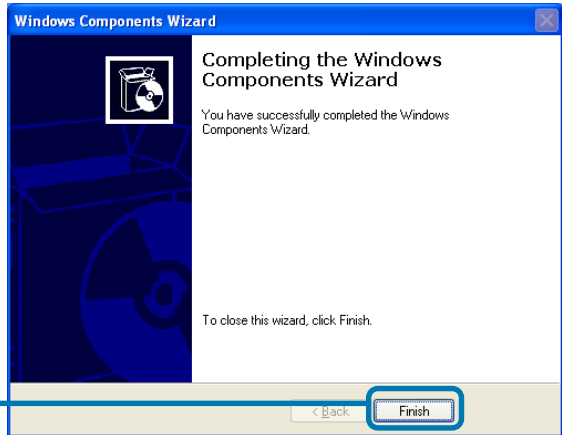 Windows Components Wizard
Completing the Windows
Components Wizard
You have successfully completed the Windows
Components Wizard.
To close this wizard, click Finish.
< Back
Finish